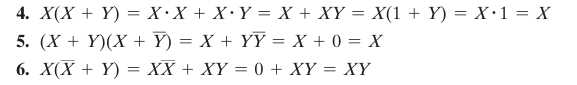 4. X(X + Y) = X·X + X·Y = X + XY = X(1 + Y) = X·1 = X
5. (X + Y)(X + Y̅) = X + YY̅ = X + 0 = X
6. X(X̅ + Y) = XX̅ + XY = 0 + XY = XY